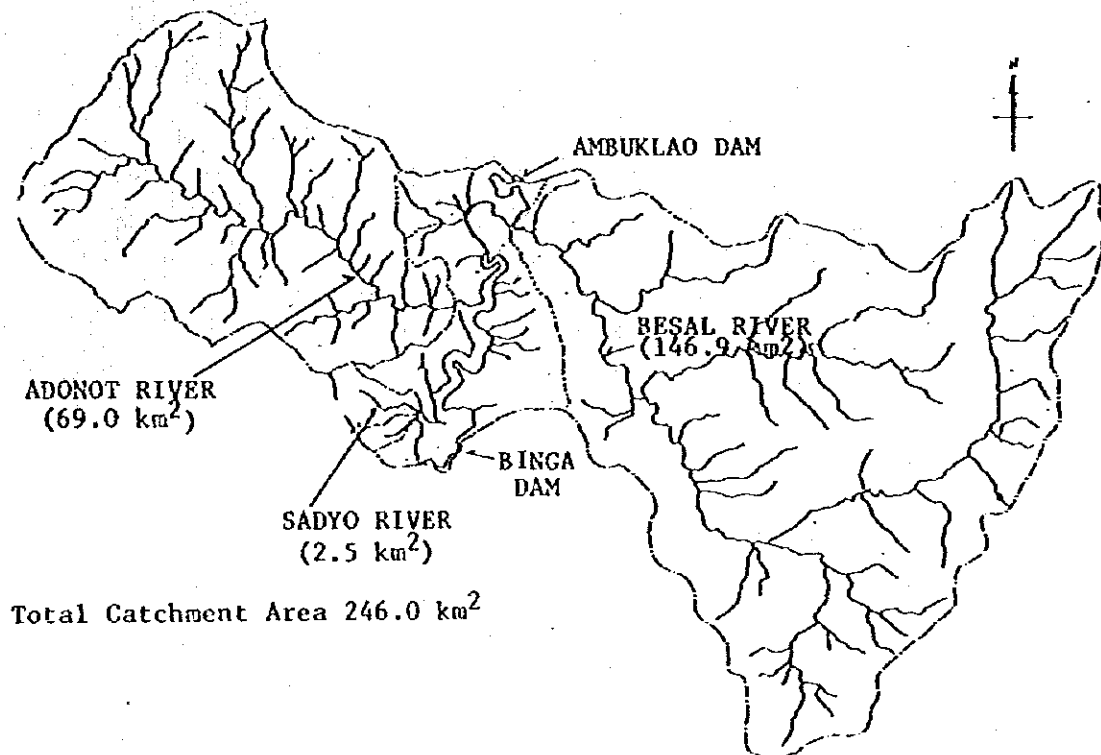 N
AMBUKLAO DAM
BESAL RIVER
(146.9 km²)
ADONOT RIVER
(69.0 km²)
BINGA
DAM
SADYO RIVER
(2.5 km²)
Total Catchment Area 246.0 km²